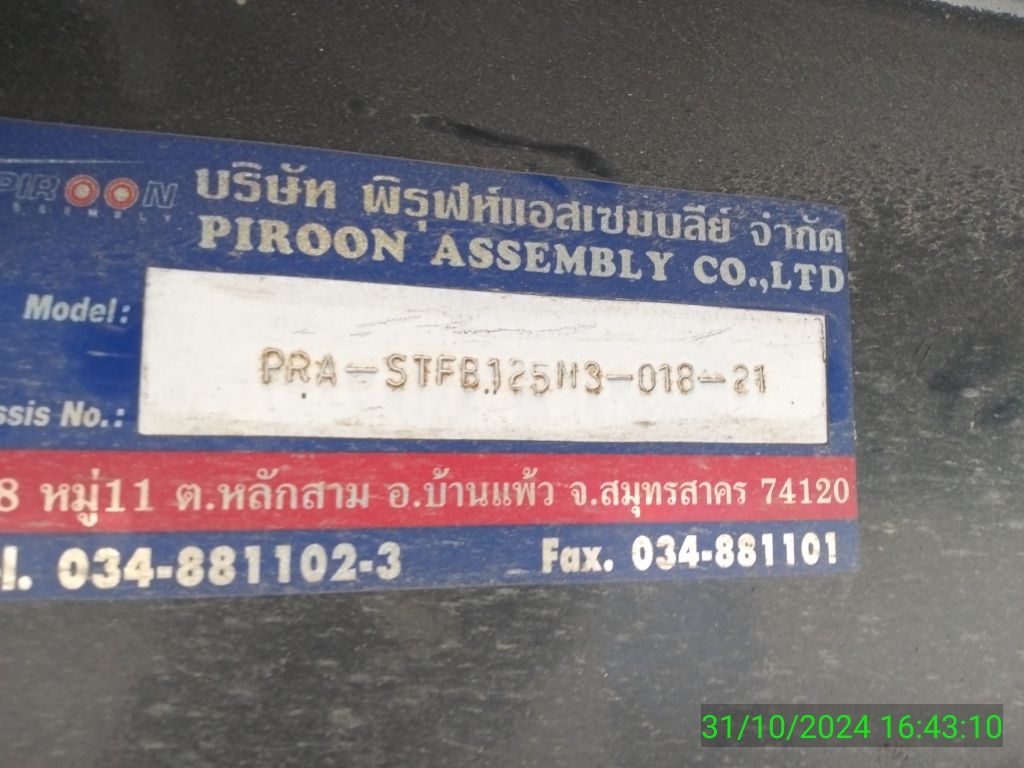 PIROON
ASSEMBLY
บริษัท พิรุฬห์แอสเซมบลีย์ จำกัด
PIROON ASSEMBLY CO.,LTD
Model:
PRA-STFB.125M3-018-21
ssis No.:
8 หมู่11 ต.หลักสาม อ.บ้านแพ้ว จ.สมุทรสาคร 74120
el. 034-881102-3 Fax. 034-881101
31/10/2024 16:43:10